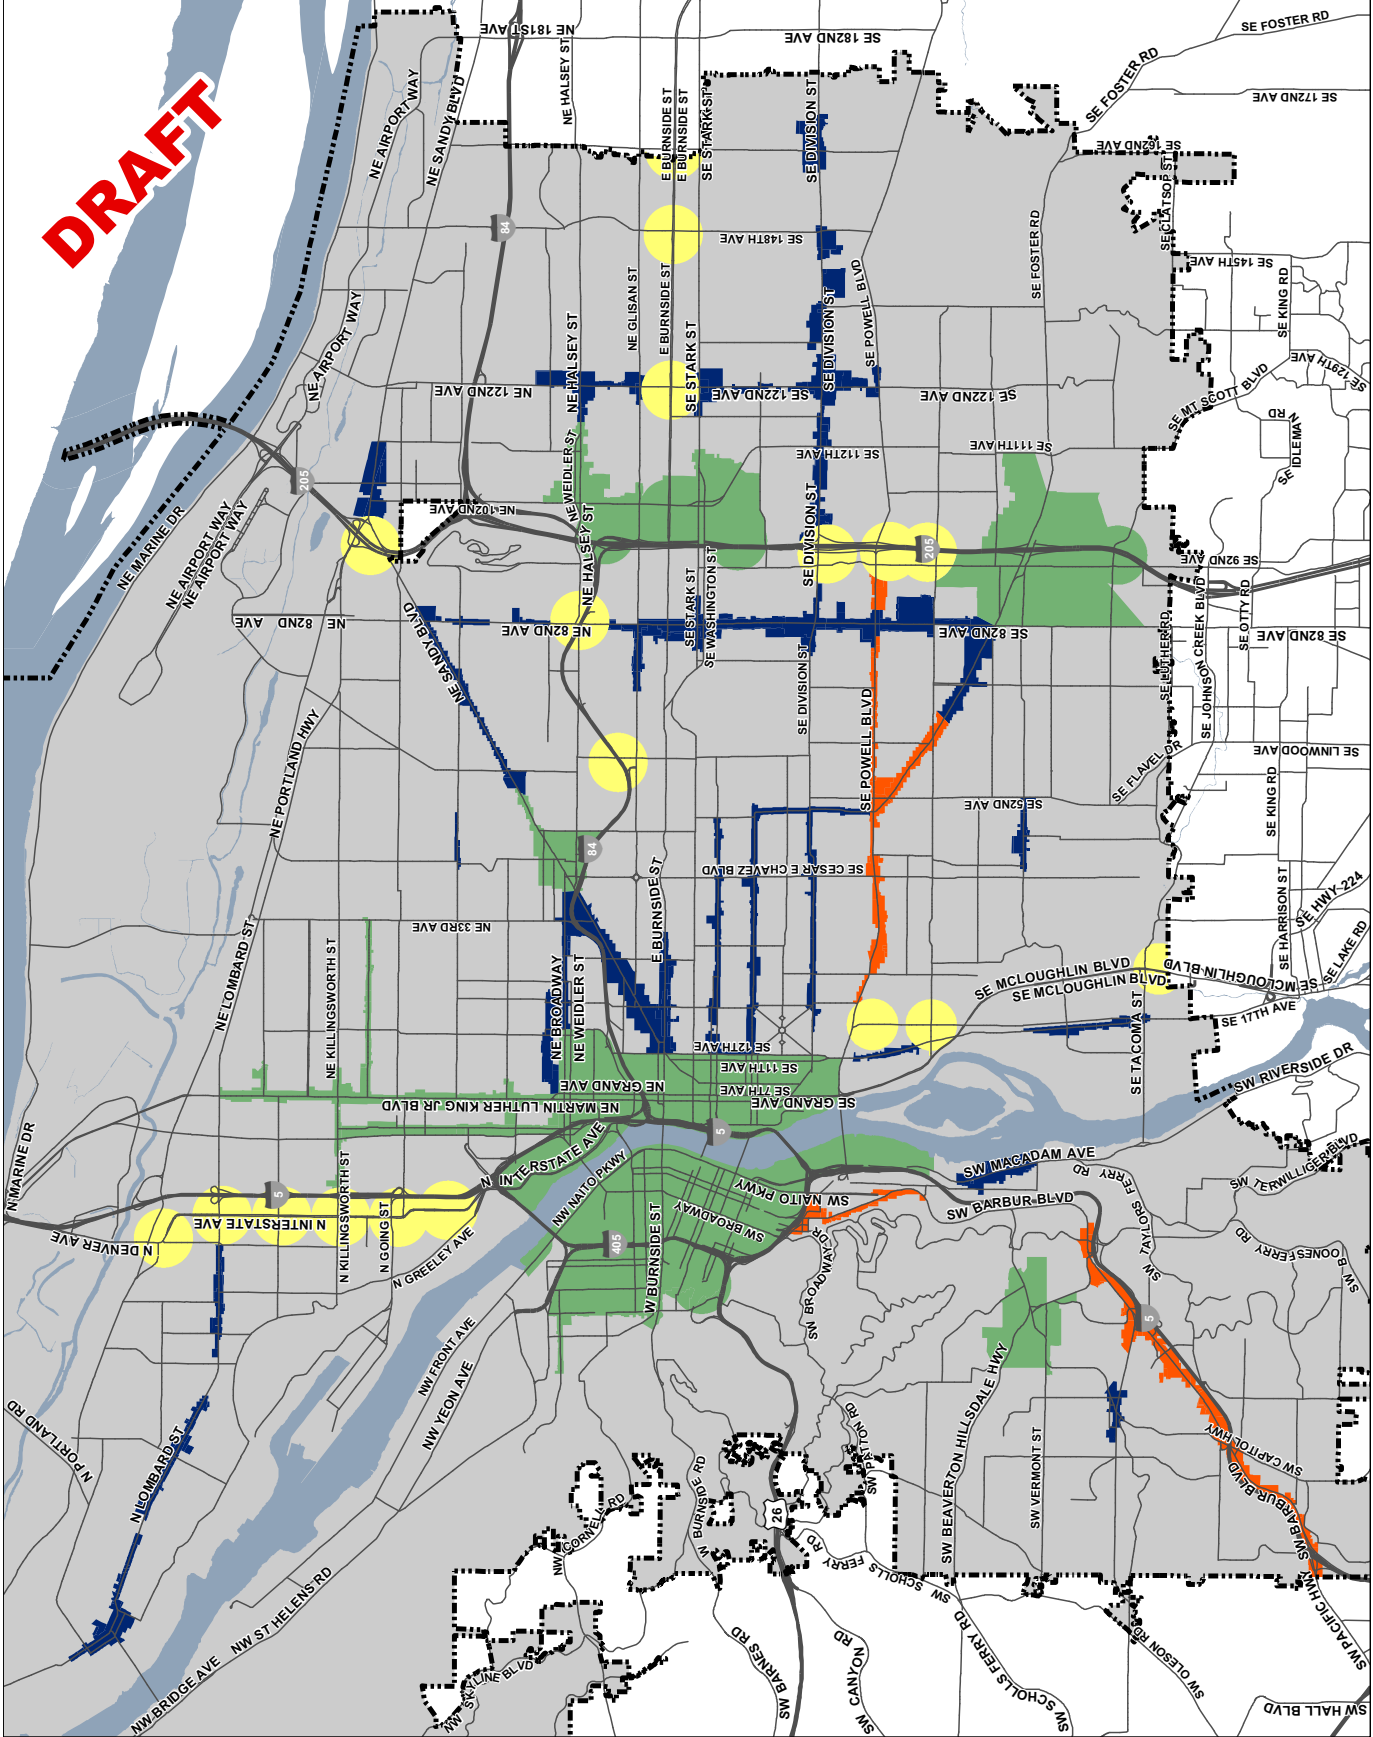 DRAFT
NE 181ST AVE
SE 182ND AVE
SE FOSTER RD
NE HALSEY ST
NE AIRPORT WAY
NE SANDY BLVD
E BURNSIDE ST
E BURNSIDE ST
SE STARK ST
SE DIVISION ST
SE FOSTER RD
SE 172ND AVE
SE 162ND AVE
SE CLATSOP ST
84
SE 148TH AVE
SE FOSTER RD
SE 145TH AVE
SE KING RD
NE AIRPORT WAY
NE HALSEY ST
NE GLISAN ST
E BURNSIDE ST
SE STARK ST
SE DIVISION ST
SE POWELL BLVD
NE 122ND AVE
SE 122ND AVE
SE 122ND AVE
SE 129TH AVE
SE MT SCOTT BLVD
SE IDLEMAN RD
NE WEIDLER ST
SE 112TH AVE
SE 111TH AVE
205
NE MARINE DR
NE AIRPORT WAY
NE AIRPORT WAY
NE 102ND AVE
NE HALSEY ST
SE DIVISION ST
205
SE 92ND AVE
SE STARK ST
SE WASHINGTON ST
NE 82ND AVE
NE SANDY BLVD
NE 82ND AVE
SE 82ND AVE
SE LUTHER RD
SE JOHNSON CREEK BLVD
SE OTTY RD
SE 82ND AVE
SE DIVISION ST
SE POWELL BLVD
NE PORTLAND HWY
SE FLAVEL DR
SE LINWOOD AVE
SE KING RD
SE 52ND AVE
84
E BURNSIDE ST
SE CESAR E CHAVEZ BLVD
SE HARRISON ST
SE HWY-224
NE LOMBARD ST
NE KILLINGSWORTH ST
NE 33RD AVE
NE BROADWAY
NE WEIDLER ST
SE MCLOUGHLIN BLVD
SE MCLOUGHLIN BLVD
SE MCLOUGHLIN BLVD
SE LAKE RD
SE 17TH AVE
SE TACOMA ST
SE 12TH AVE
SE 11TH AVE
SE 7TH AVE
NE GRAND AVE
SE GRAND AVE
NE MARTIN LUTHER KING JR BLVD
SW RIVERSIDE DR
N MARINE DR
5
N INTERSTATE AVE
NW NAITO PKWY
5
SW NAITO PKWY
SW MACADAM AVE
SW TERWILLIGER BLVD
N DENVER AVE
N INTERSTATE AVE
N KILLINGSWORTH ST
N GOING ST
N GREELEY AVE
405
W BURNSIDE ST
SW BROADWAY
SW BROADWAY DR
SW BARBUR BLVD
SW TAYLORS FERRY RD
SW BOONES FERRY RD
5
NW FRONT AVE
NW YEON AVE
N PORTLAND RD
N LOMBARD ST
SW BEAVERTON HILLSDALE HWY
SW VERMONT ST
SW PATTON RD
SW CAPITOL HWY
SW BARBUR BLVD
W BURNSIDE RD
NW CORNELL RD
26
SW SCHOLLS FERRY RD
NW ST HELENS RD
NW BRIDGE AVE
NW SKYLINE BLVD
SW BARNES RD
SW CANYON RD
SW SCHOLLS FERRY RD
SW OLESON RD
SW PACIFIC HWY
SW HALL BLVD